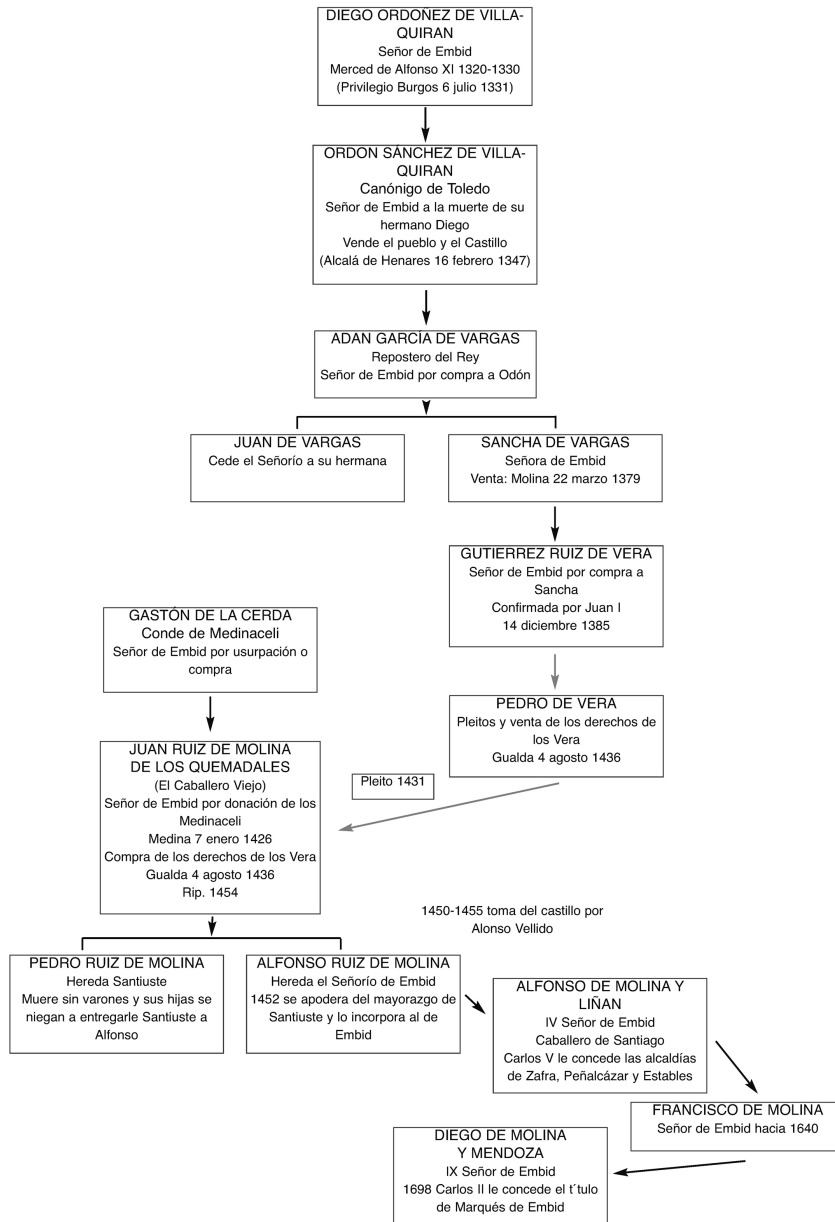 DIEGO ORDOÑEZ DE VILLA-
QUIRAN
Señor de Embid
Merced de Alfonso XI 1320-1330
(Privilegio Burgos 6 julio 1331)
ORDON SÁNCHEZ DE VILLA-
QUIRAN
Canónigo de Toledo
Señor de Embid a la muerte de su
hermano Diego
Vende el pueblo y el Castillo
(Alcalá de Henares 16 febrero 1347)
ADAN GARCÍA DE VARGAS
Repostero del Rey
Señor de Embid por compra a Odón
JUAN DE VARGAS
Cede el Señorío a su hermana
SANCHA DE VARGAS
Señora de Embid
Venta: Molina 22 marzo 1379
GUTIERREZ RUIZ DE VERA
Señor de Embid por compra a
Sancha
Confirmada por Juan I
14 diciembre 1385
GASTÓN DE LA CERDA
Conde de Medinaceli
Señor de Embid por usurpación o
compra
PEDRO DE VERA
Pleitos y venta de los derechos de
los Vera
Gualda 4 agosto 1436
JUAN RUIZ DE MOLINA
DE LOS QUEMADALES
(El Caballero Viejo)
Señor de Embid por donación de los
Medinaceli
Medina 7 enero 1426
Compra de los derechos de los Vera
Gualda 4 agosto 1436
Rip. 1454
Pleito 1431
1450-1455 toma del castillo por
Alonso Vellido
PEDRO RUIZ DE MOLINA
Hereda Santiuste
Muere sin varones y sus hijas se
niegan a entregarle Santiuste a
Alfonso
ALFONSO RUIZ DE MOLINA
Hereda el Señorío de Embid
1452 se apodera del mayorazgo de
Santiuste y lo incorpora al de
Embid
ALFONSO DE MOLINA Y
LIÑAN
IV Señor de Embid
Caballero de Santiago
Carlos V le concede las alcaldías
de Zafra, Peñalcázar y Estables
FRANCISCO DE MOLINA
Señor de Embid hacia 1640
DIEGO DE MOLINA
Y MENDOZA
IX Señor de Embid
1698 Carlos II le concede el t´tulo
de Marqués de Embid